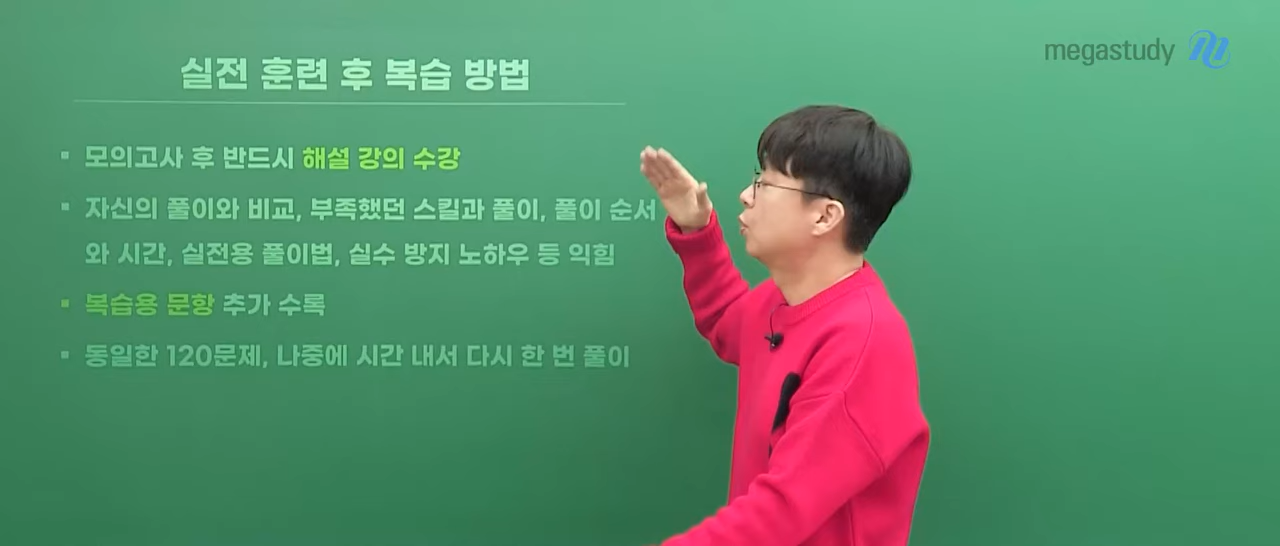 megastudy
실전 훈련 후 복습 방법
▪ 모의고사 후 반드시 해설 강의 수강
▪ 자신의 풀이와 비교, 부족했던 스킬과 풀이, 풀이 순서
와 시간, 실전용 풀이법, 실수 방지 노하우 등 익힘
▪ 복습용 문항 추가 수록
▪ 동일한 120문제, 나중에 시간 내서 다시 한 번 풀이